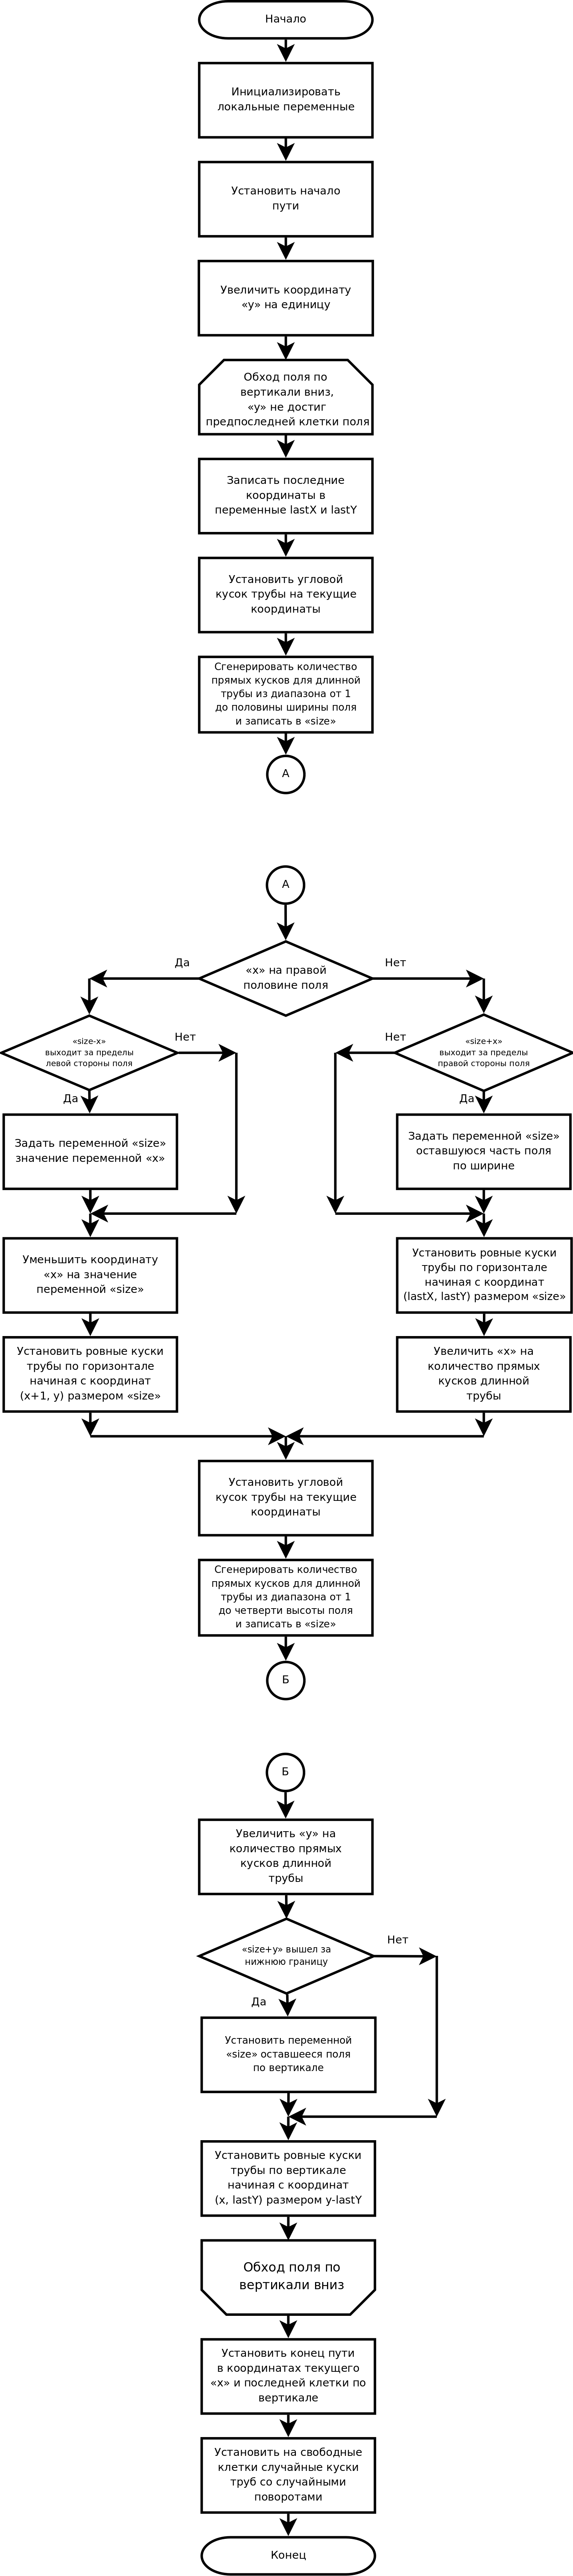 Начало
Инициализировать
локальные переменные
Установить начало
пути
Увеличить координату
«y» на единицу
Обход поля по
вертикали вниз,
«y» не достиг
предпоследней клетки поля
Записать последние
координаты в
переменные lastX и lastY
Установить угловой
кусок трубы на текущие
координаты
Сгенерировать количество
прямых кусков для длинной
трубы из диапазона от 1
до половины ширины поля
и записать в «size»
А
А
«x» на правой
половине поля
Да
Нет
«size-x»
выходит за пределы
левой стороны поля
Нет
Да
«size+x»
выходит за пределы
правой стороны поля
Нет
Да
Задать переменной «size»
значение переменной «x»
Задать переменной «size»
оставшуюся часть поля
по ширине
Уменьшить координату
«x» на значение
переменной «size»
Установить ровные куски
трубы по горизонтале
начиная с координат
(lastX, lastY) размером «size»
Установить ровные куски
трубы по горизонтале
начиная с координат
(x+1, y) размером «size»
Увеличить «x» на
количество прямых
кусков длинной
трубы
Установить угловой
кусок трубы на текущие
координаты
Сгенерировать количество
прямых кусков для длинной
трубы из диапазона от 1
до четверти высоты поля
и записать в «size»
Б
Б
Увеличить «y» на
количество прямых
кусков длинной
трубы
«size+y» вышел за
нижнюю границу
Нет
Да
Установить переменной
«size» оставшееся поля
по вертикале
Установить ровные куски
трубы по вертикале
начиная с координат
(x, lastY) размером y-lastY
Обход поля по
вертикали вниз
Установить конец пути
в координатах текущего
«x» и последней клетки по
вертикале
Установить на свободные
клетки случайные куски
труб со случайными
поворотами
Конец